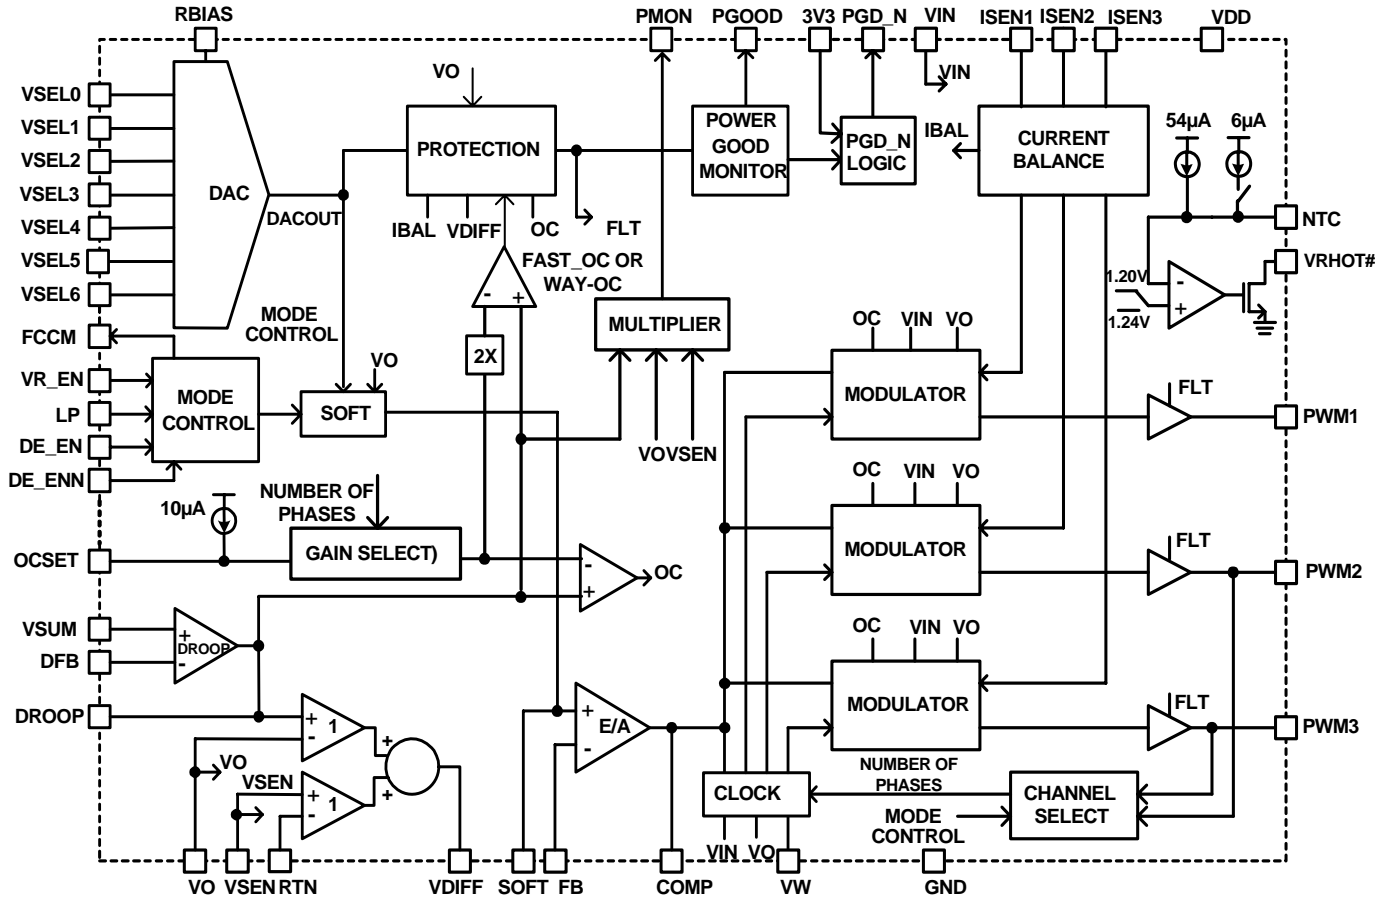 RBIAS
PMON
PGOOD
3V3
PGD_N
VIN
ISEN1
ISEN2
ISEN3
VDD
VSEL0
VSEL1
VSEL2
VSEL3
VSEL4
VSEL5
VSEL6
DAC
DACOUT
VO
PROTECTION
IBAL
VDIFF
OC
FLT
POWER
GOOD
MONITOR
PGD_N
LOGIC
VIN
IBAL
CURRENT
BALANCE
54µA
6µA
NTC
VRHOT#
1.20V
1.24V
-
+
FAST_OC OR
WAY-OC
-
+
2X
MULTIPLIER
VO
VSEN
FCCM
VR_EN
LP
DE_EN
DE_ENN
MODE
CONTROL
MODE
CONTROL
VO
SOFT
OC
VIN
VO
MODULATOR
FLT
PWM1
OC
VIN
VO
MODULATOR
FLT
PWM2
OC
VIN
VO
MODULATOR
FLT
PWM3
10µA
NUMBER OF
PHASES
OCSET
GAIN SELECT)
-
+
OC
VSUM
DFB
+
DROOP
-
DROOP
+
1
-
+
VO
VSEN
+
1
-
+
+
E/A
-
CLOCK
VIN
VO
NUMBER OF
PHASES
MODE
CONTROL
CHANNEL
SELECT
VO
VSEN
RTN
VDIFF
SOFT
FB
COMP
VW
GND